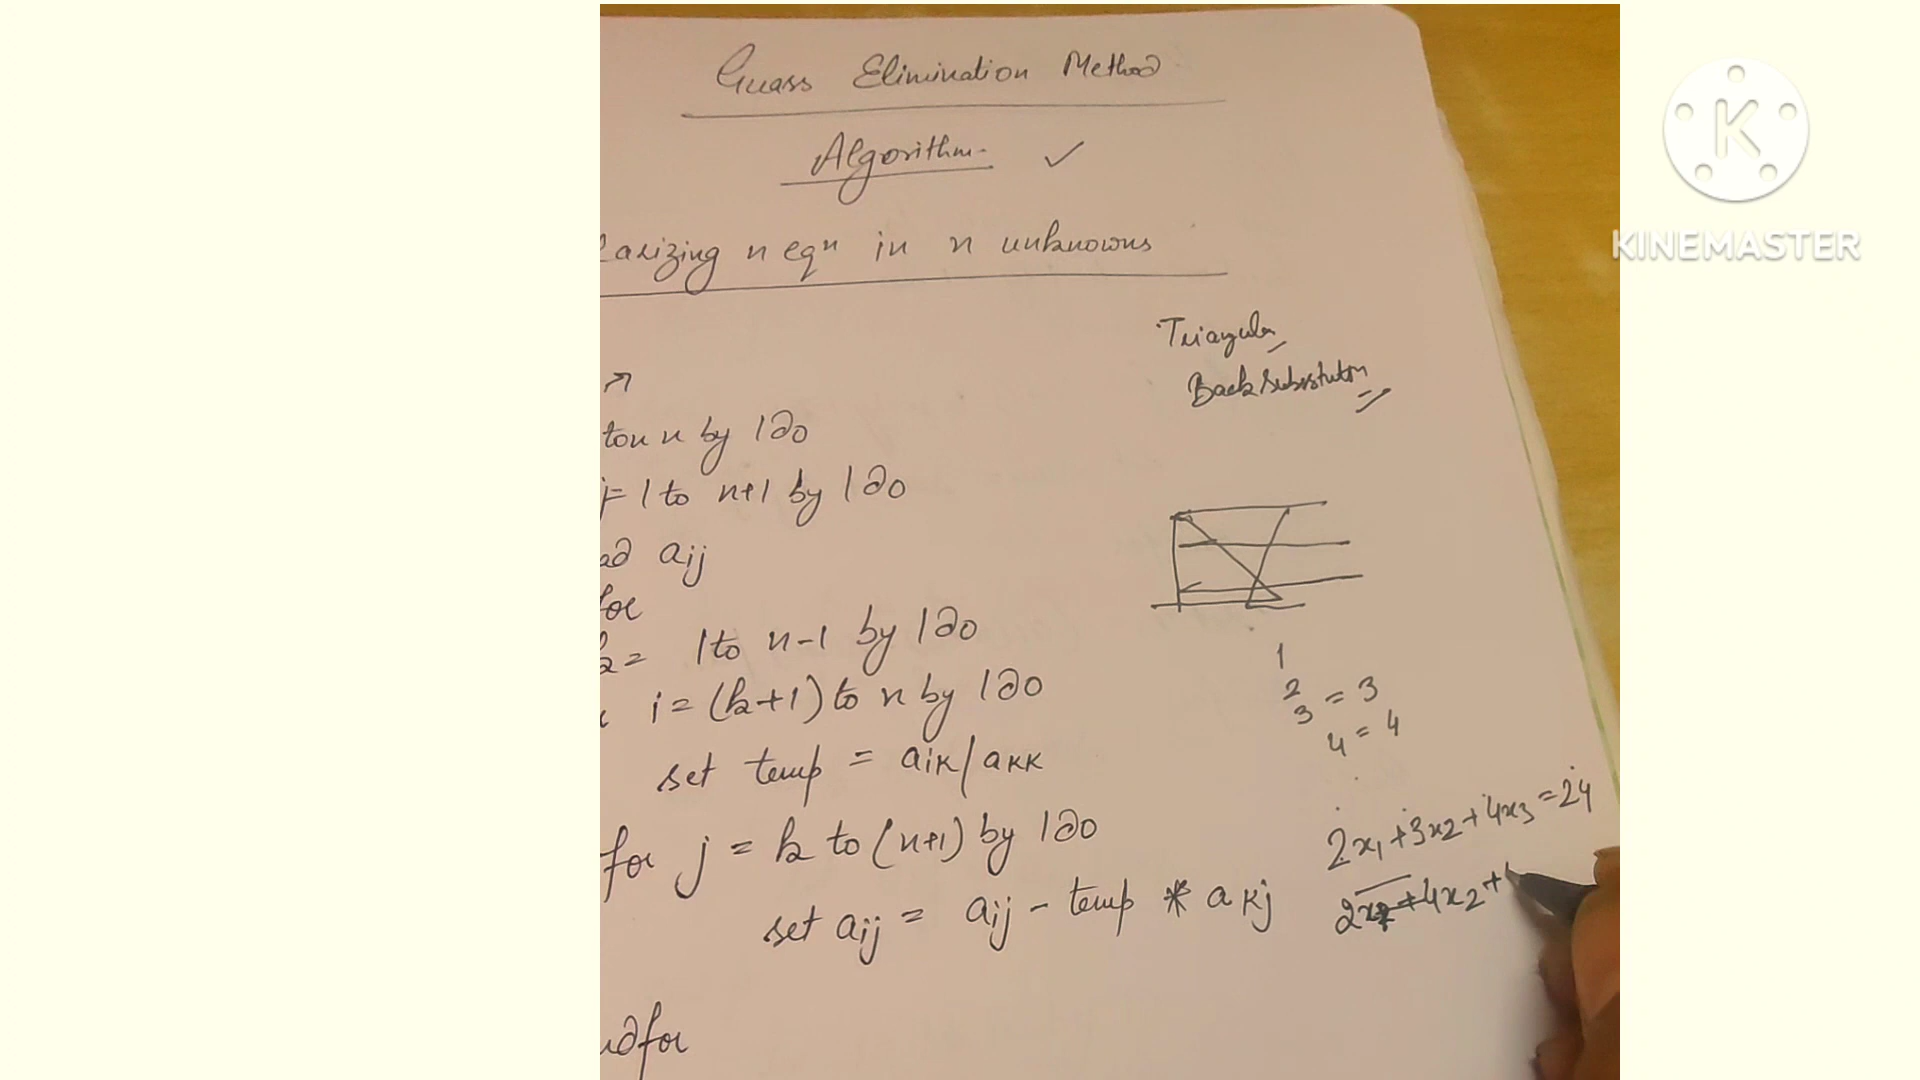 Guass Elimination Method
Algorithm
arizing n eqn in n unknowns
Triangular
Back Substitution
to n by 1 do
j = 1 to n+1 by 1 do
ad aij
for
k = 1 to n-1 by 1 do
i = (k+1) to n by 1 do
set temp = aik/akk
for j = k to (n+1) by 1 do
set aij = aij - temp * akj
ndfor
1
2
3 = 3
4 = 4
2x1 + 3x2 + 4x3 = 24
2x + 4x2 +
K
KINEMASTER